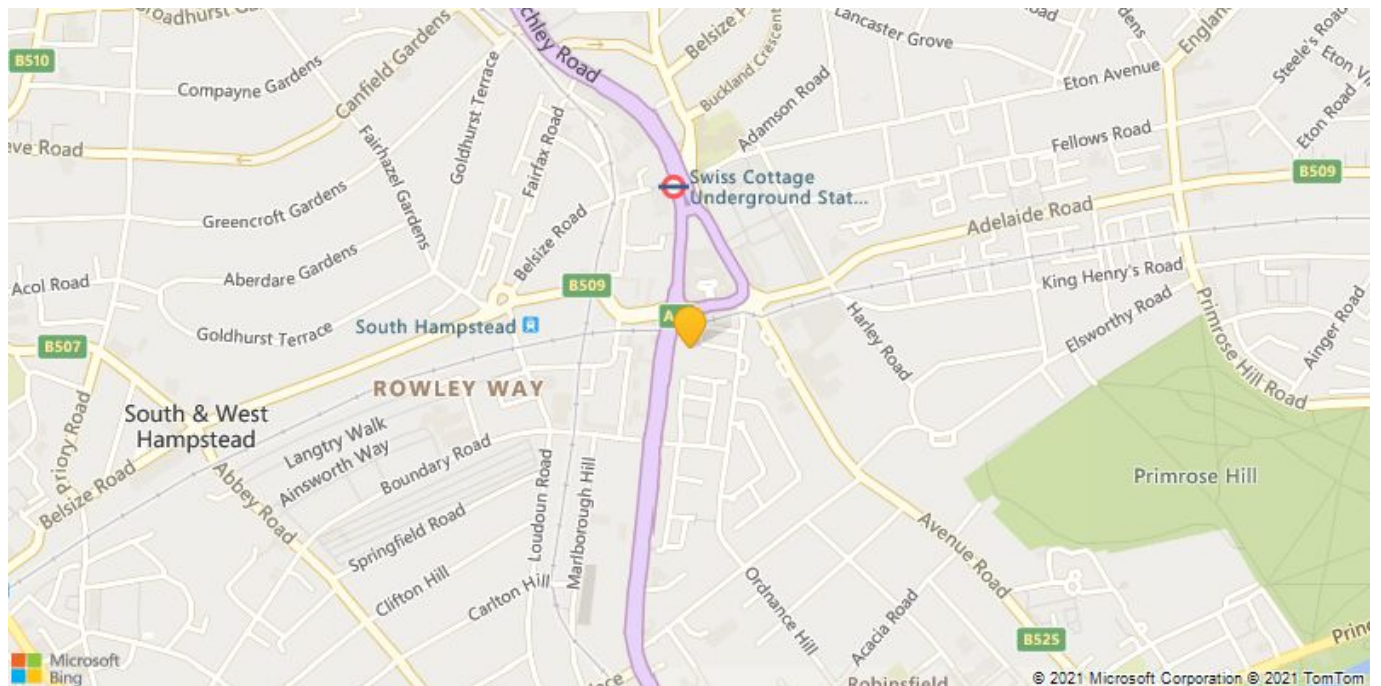 Broadhurst Gardens
B510
Compayne Gardens
Canfield Gardens
Goldhurst Terrace
Fairfax Road
Fairhazel Gardens
Greencroft Gardens
Aberdare Gardens
Acol Road
Goldhurst Terrace
Belsize Road
chley Road
Buckland Crescent
Adamson Road
Lancaster Grove
Road
Gardens
Eton Avenue
Steele's Road
Eton Road
Fellows Road
Swiss Cottage
Underground Stat...
B509
Adelaide Road
B509
King Henry's Road
Elsworthy Road
Harley Road
Primrose Hill Road
Ainger Road
South Hampstead
B507
ROWLEY WAY
South & West
Hampstead
Langtry Walk
Ainsworth Way
Boundary Road
Priory Road
Belsize Road
Abbey Road
Springfield Road
Clifton Hill
Carlton Hill
Loudoun Road
Marlborough Hill
Primrose Hill
Avenue Road
Ordnance Hill
Acacia Road
B525
Robinsfield
Microsoft
Bing
© 2021 Microsoft Corporation © 2021 TomTom